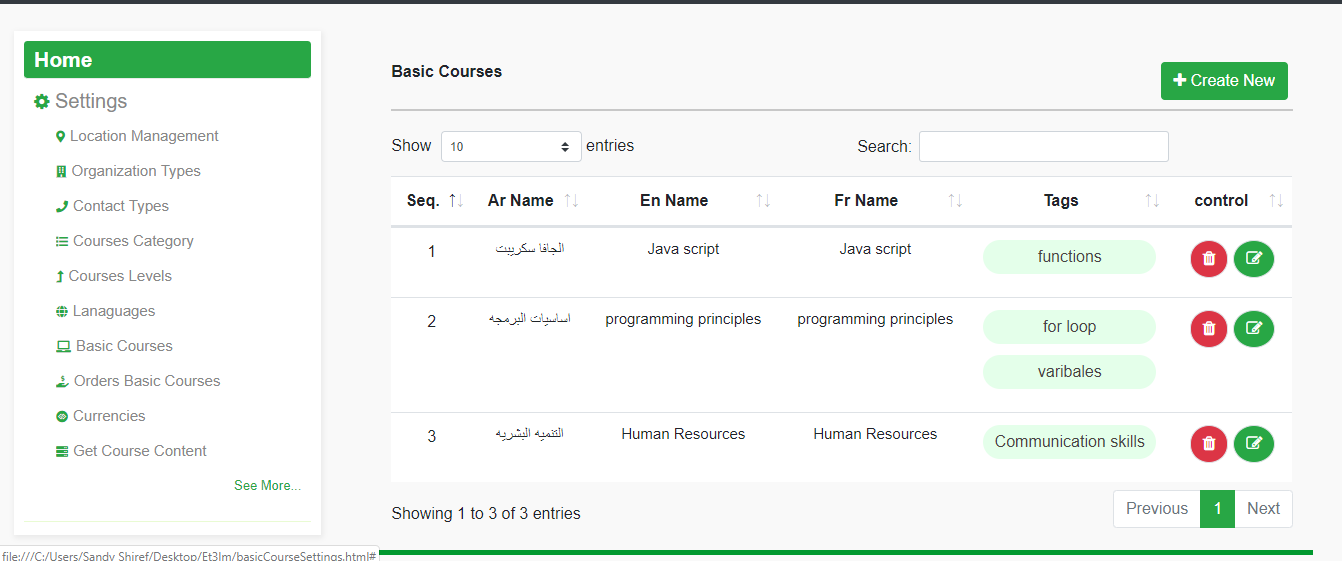 Home
Settings
Location Management
Organization Types
Contact Types
Courses Category
Courses Levels
Lanaguages
Basic Courses
Orders Basic Courses
Currencies
Get Course Content
See More...
Basic Courses
Create New
Show 10 entries
Search:
Seq. Ar Name En Name Fr Name Tags control
1 الجافا سكريبت Java script Java script functions
2 اساسيات البرمجه programming principles programming principles for loop
varibales
3 التنميه البشريه Human Resources Human Resources Communication skills
Showing 1 to 3 of 3 entries
Previous 1 Next
file:///C:/Users/Sandy Shiref/Desktop/Et3lm/basicCourseSettings.html#